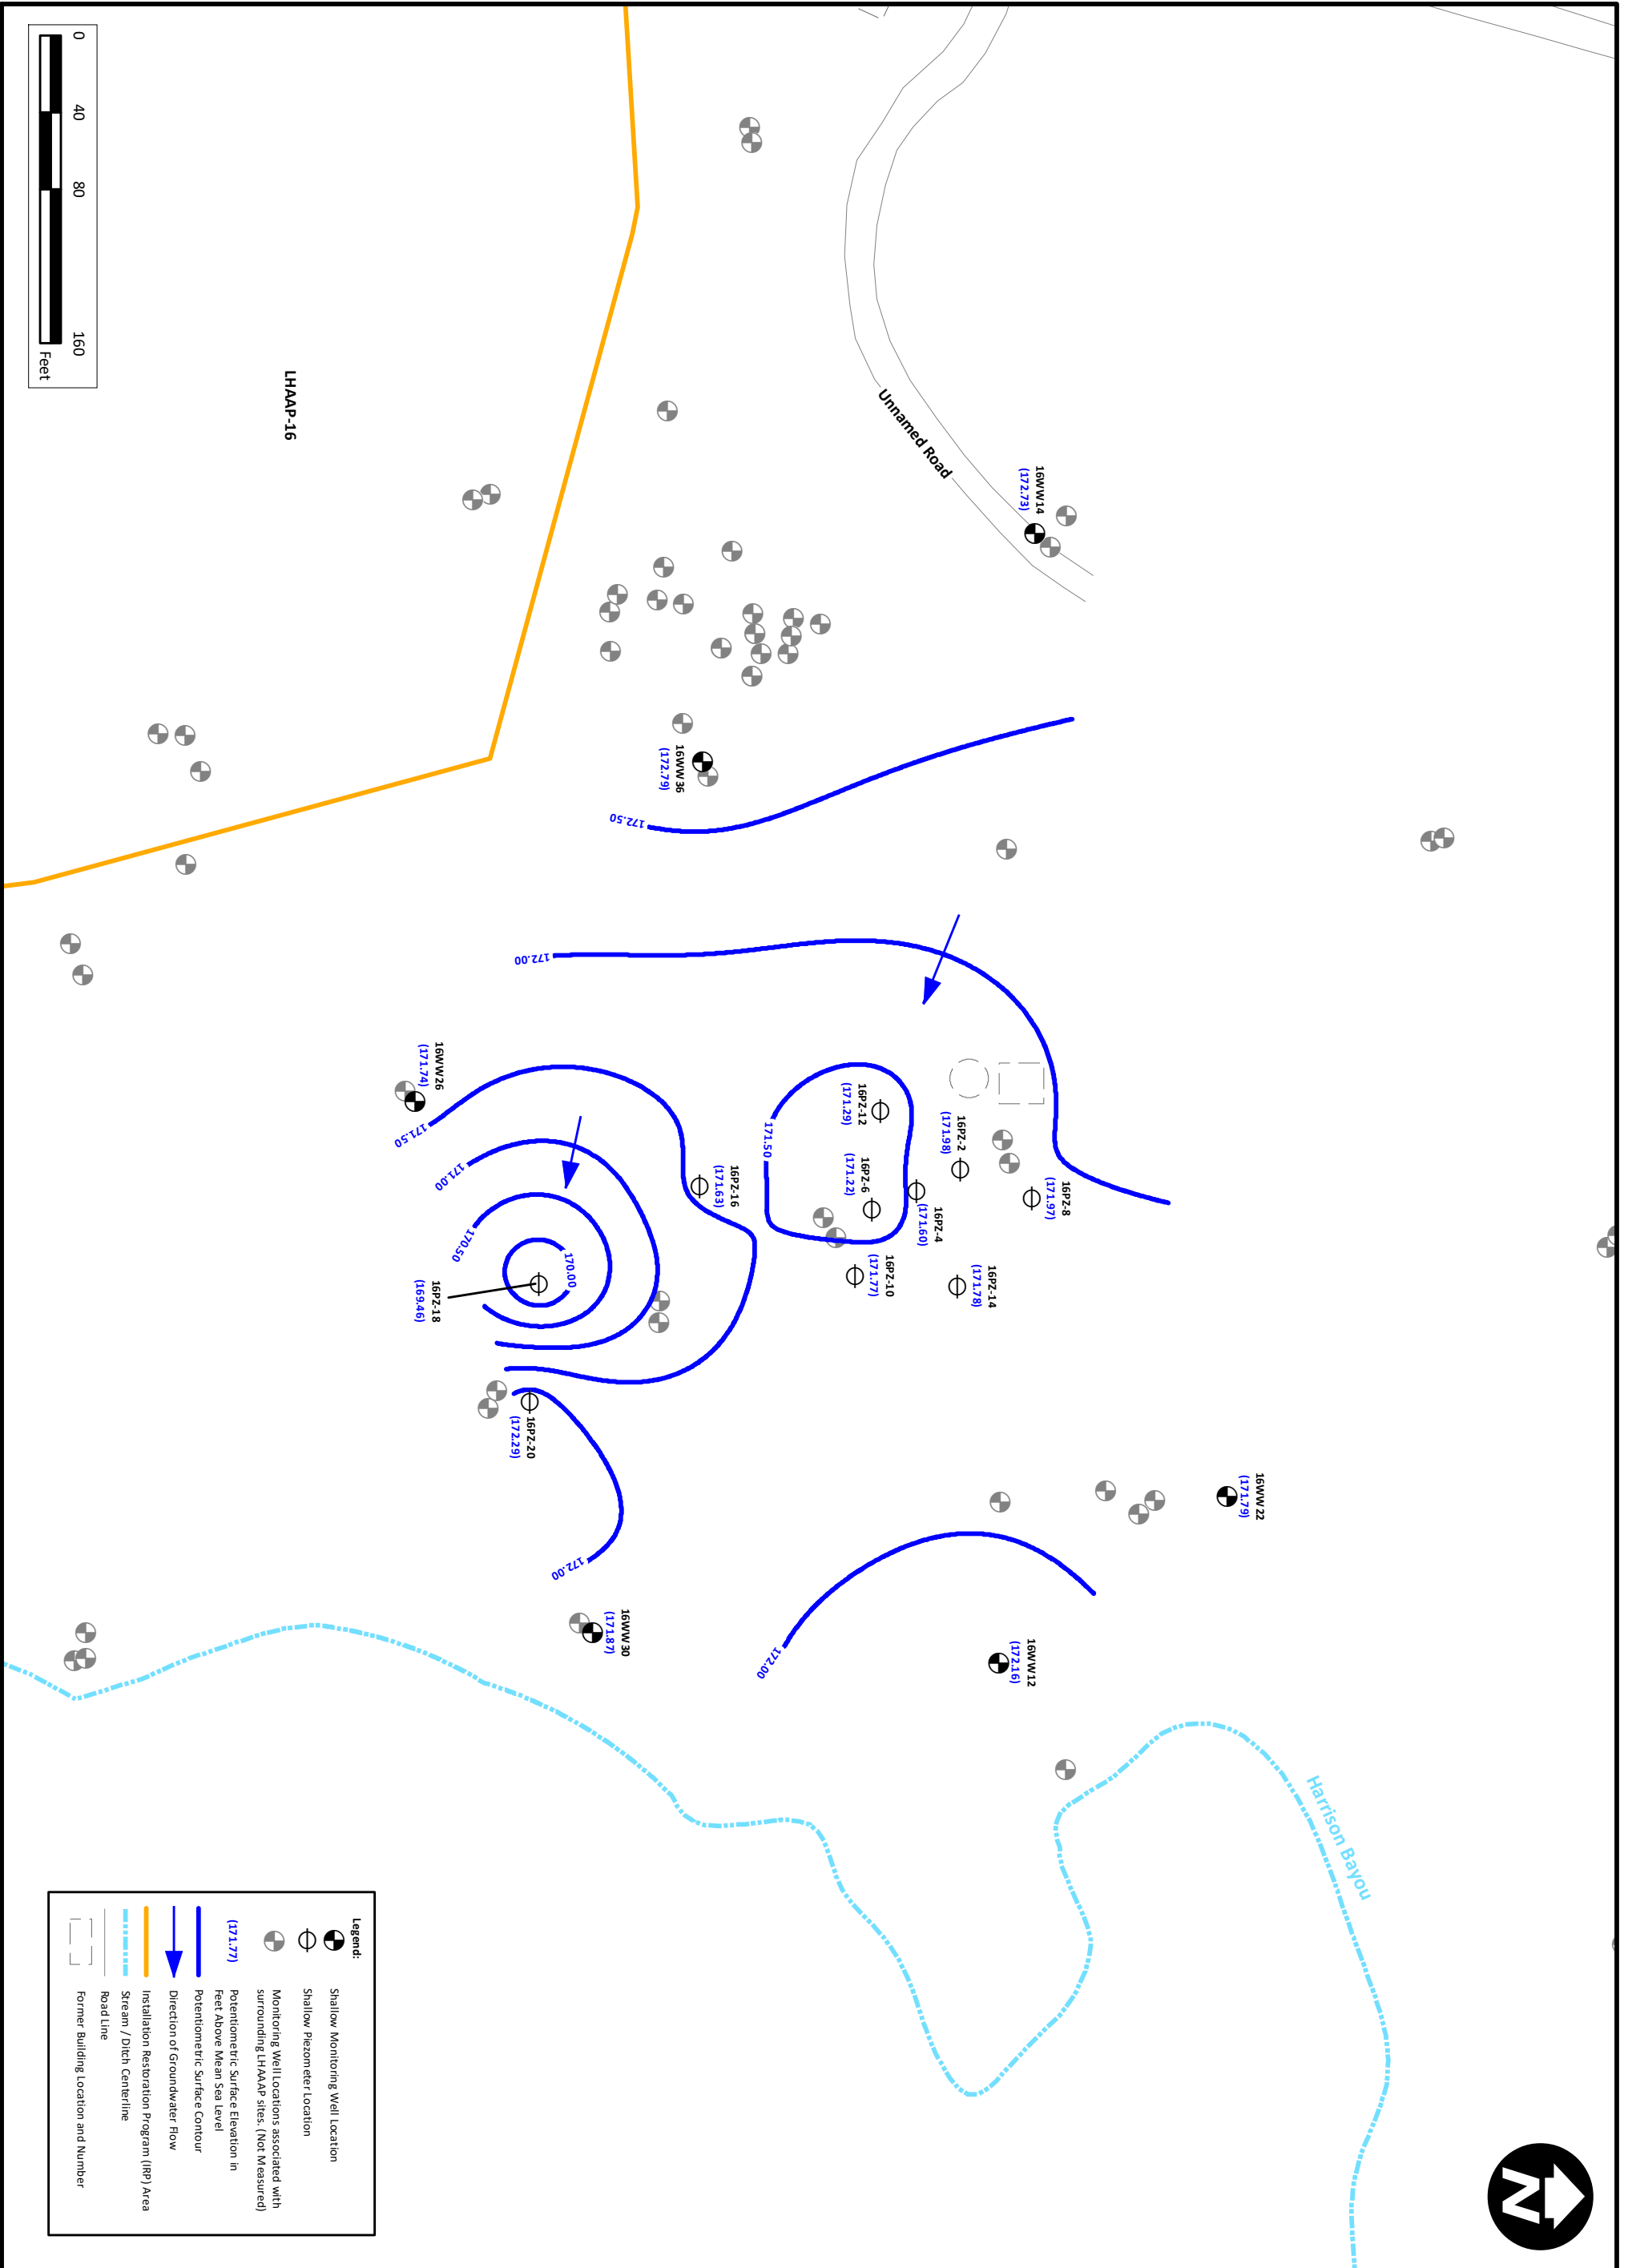 0
40
80
160
Feet
LHAAP-16
Unnamed Road
16WW14
(172.73)
16WW36
(172.79)
172.50
172.00
16WW26
(171.74)
171.50
171.00
170.50
170.00
16PZ-18
(169.46)
16PZ-16
(171.63)
171.50
16PZ-12
(171.29)
16PZ-6
(171.22)
16PZ-2
(171.98)
16PZ-4
(171.60)
16PZ-8
(171.97)
16PZ-10
(171.77)
16PZ-14
(171.78)
16PZ-20
(172.29)
172.00
16WW22
(171.79)
16WW30
(171.87)
172.00
16WW12
(172.16)
Harrison Bayou
N
Legend:
Shallow Monitoring Well Location
Shallow Piezometer Location
Monitoring Well Locations associated with
surrounding LHAAAP sites. (Not Measured)
(171.77)
Potentiometric Surface Elevation in
Feet Above Mean Sea Level
Potentiometric Surface Contour
Direction of Groundwater Flow
Installation Restoration Program (IRP) Area
Stream / Ditch Centerline
Road Line
Former Building Location and Number